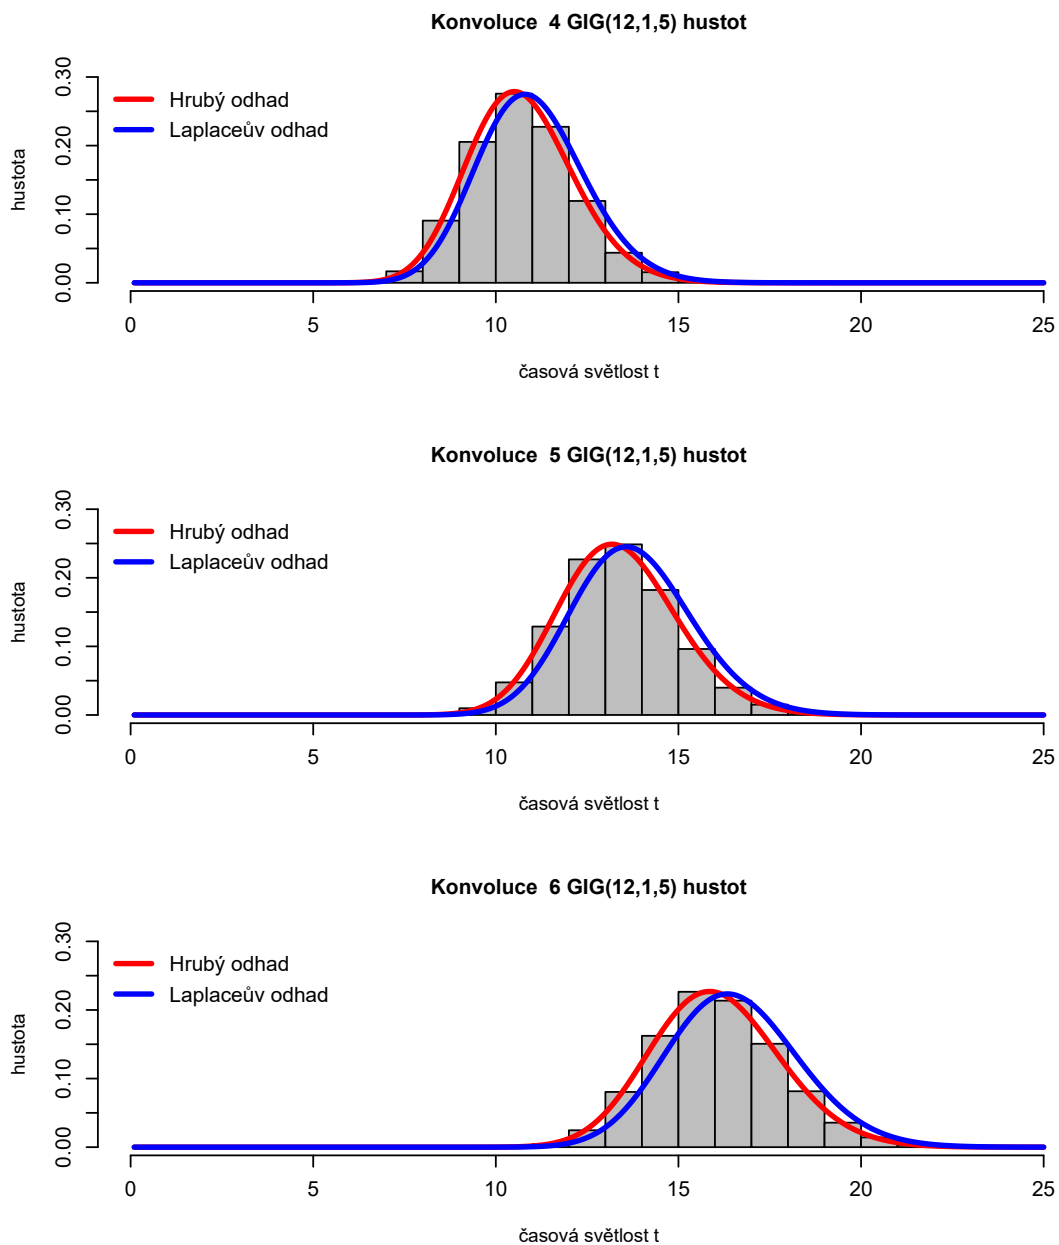 Konvoluce  4 GIG(12,1,5) hustot
0.30
0.20
0.10
0.00
hustota
Hrubý odhad
Laplaceův odhad
0 5 10 15 20 25
časová světlost t
Konvoluce  5 GIG(12,1,5) hustot
0.30
0.20
0.10
0.00
hustota
Hrubý odhad
Laplaceův odhad
0 5 10 15 20 25
časová světlost t
Konvoluce  6 GIG(12,1,5) hustot
0.30
0.20
0.10
0.00
hustota
Hrubý odhad
Laplaceův odhad
0 5 10 15 20 25
časová světlost t